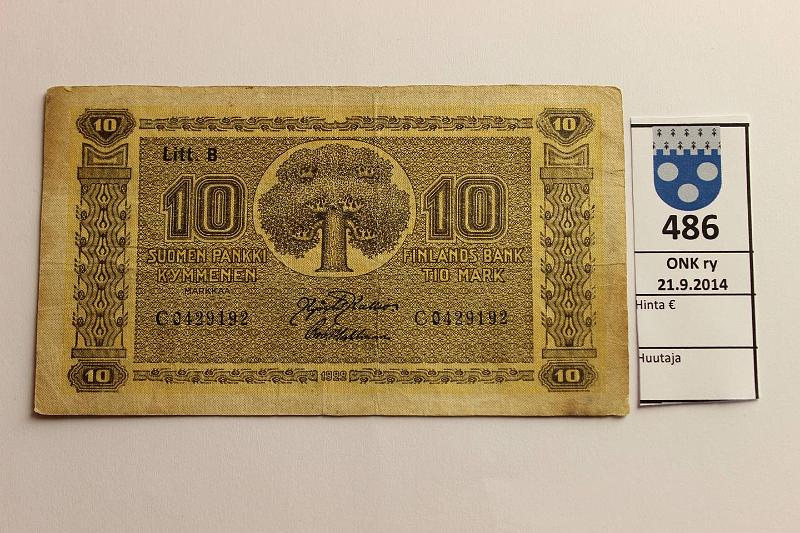 10
10
Litt. B
10
10
SUOMEN PANKKI
FINLANDS BANK
KYMMENEN
TIO MARK
MARKKAA
C0429192
C0429192
1922
10
10
486
ONK ry
21.9.2014
Hinta €
Huutaja